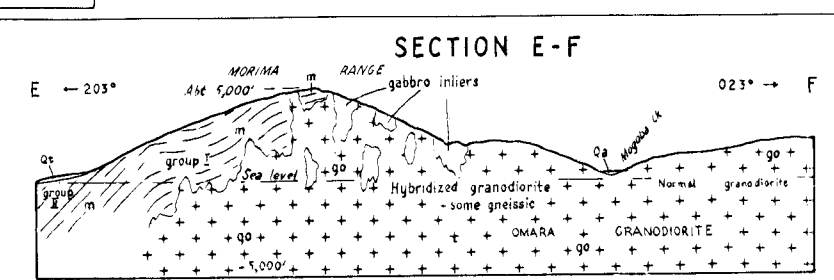 SECTION E-F
E ← 203°
MORIMA RANGE
023° → F
Abt 5,000'
m
gabbro inliers
m
Qt
group I
Sea level
go
Qa
Mogoba Ck
go
group II
m
Hybridized granodiorite
- some gneissic
Normal granodiorite
go
OMARA GRANODIORITE
go
- 5,000'